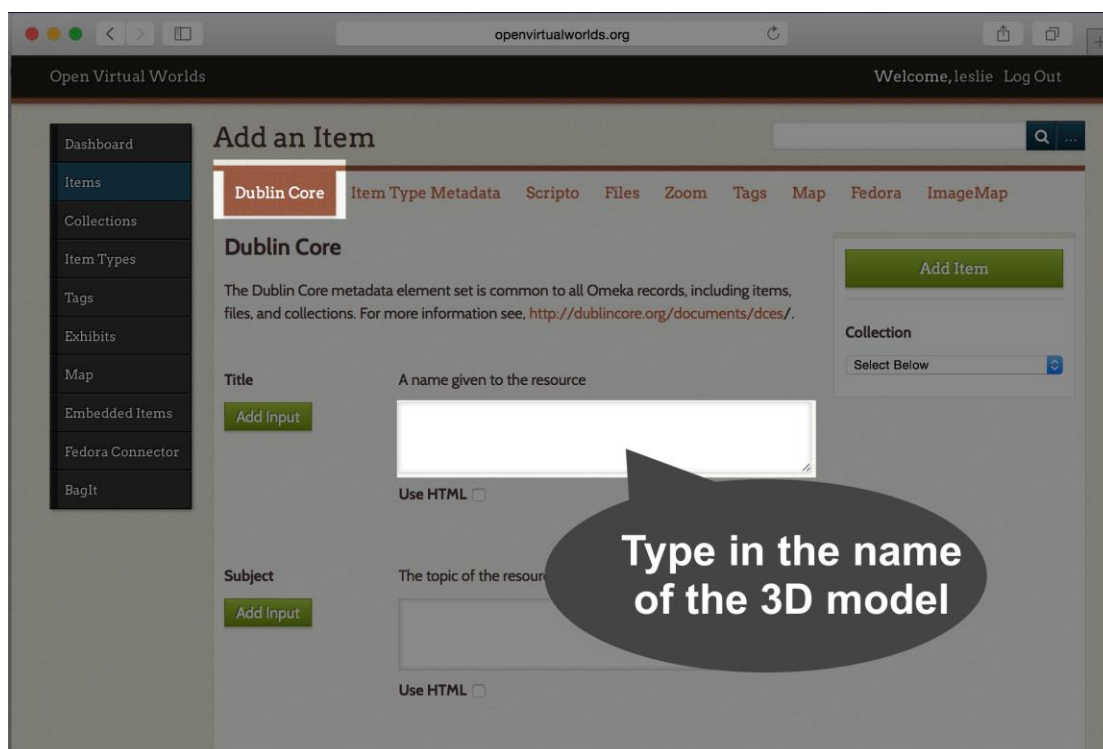 openvirtualworlds.org
Open Virtual Worlds
Welcome, leslie Log Out
Dashboard
Items
Collections
Item Types
Tags
Exhibits
Map
Embedded Items
Fedora Connector
BagIt
Add an Item
...
Dublin Core Item Type Metadata Scripto Files Zoom Tags Map Fedora ImageMap
Dublin Core
The Dublin Core metadata element set is common to all Omeka records, including items,
files, and collections. For more information see, http://dublincore.org/documents/dces/.
Add Item
Collection
Select Below
Title
A name given to the resource
Add Input
Use HTML
Type in the name
of the 3D model
Subject
The topic of the
Add Input
Use HTML